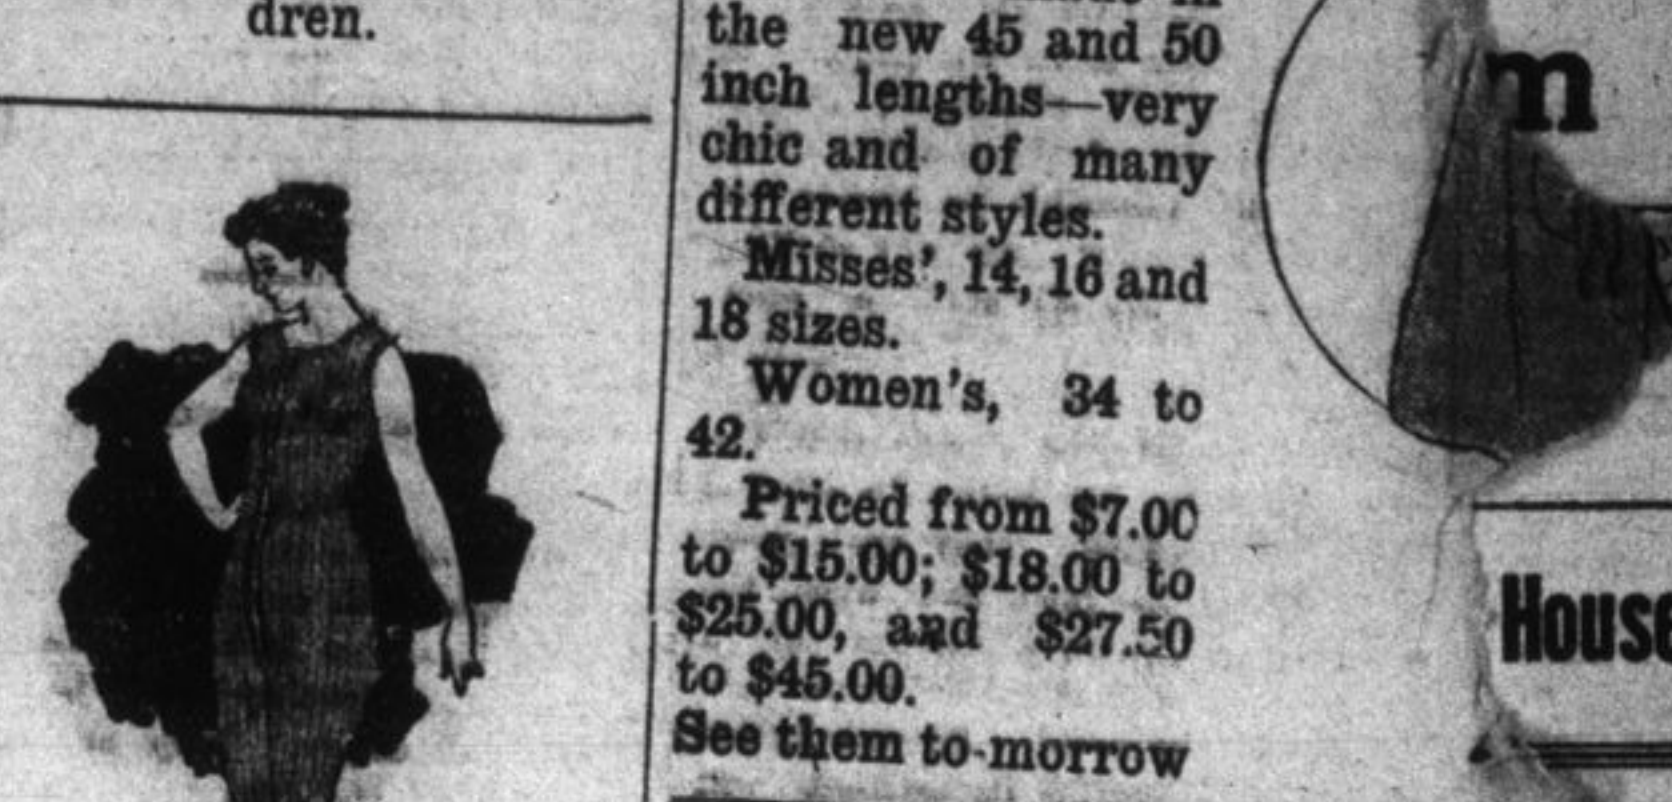 dren.
the new 45 and 50
inch lengths—very
chic and of many
different styles.
Misses', 14, 16 and
18 sizes.
Women's, 34 to
42.
Priced from $7.00
to $15.00; $18.00 to
$25.00, and $27.50
to $45.00.
See them to-morrow
m
House